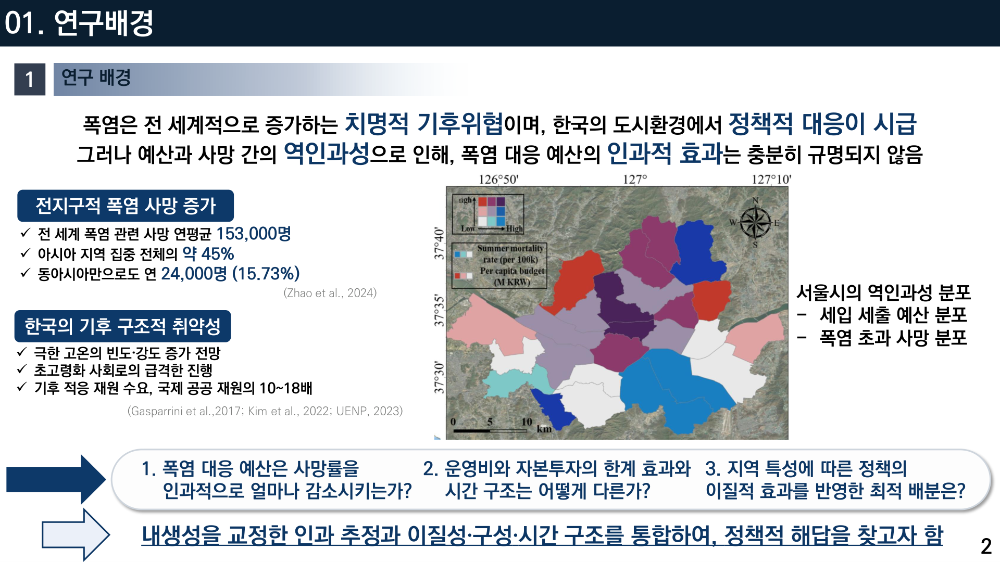 01. 연구배경
1
연구 배경
폭염은 전 세계적으로 증가하는 치명적 기후위협이며, 한국의 도시환경에서 정책적 대응이 시급
그러나 예산과 사망 간의 역인과성으로 인해, 폭염 대응 예산의 인과적 효과는 충분히 규명되지 않음
전지구적 폭염 사망 증가
✓ 전 세계 폭염 관련 사망 연평균 153,000명
✓ 아시아 지역 집중 전체의 약 45%
✓ 동아시아만으로도 연 24,000명 (15.73%)
(Zhao et al., 2024)
한국의 기후 구조적 취약성
✓ 극한 고온의 빈도·강도 증가 전망
✓ 초고령화 사회로의 급격한 진행
✓ 기후 적응 재원 수요, 국제 공공 재원의 10~18배
(Gasparrini et al.,2017; Kim et al., 2022; UENP, 2023)
126°50' 127° 127°10'
37°40'
37°35'
37°30'
Low High
Summer mortality
rate (per 100k)
Per capita budget
(M KRW)
N
W E
S
0 5 10
km
서울시의 역인과성 분포
- 세입 세출 예산 분포
- 폭염 초과 사망 분포
1. 폭염 대응 예산은 사망률을
인과적으로 얼마나 감소시키는가?
2. 운영비와 자본투자의 한계 효과와
시간 구조는 어떻게 다른가?
3. 지역 특성에 따른 정책의
이질적 효과를 반영한 최적 배분은?
내생성을 교정한 인과 추정과 이질성·구성·시간 구조를 통합하여, 정책적 해답을 찾고자 함
2